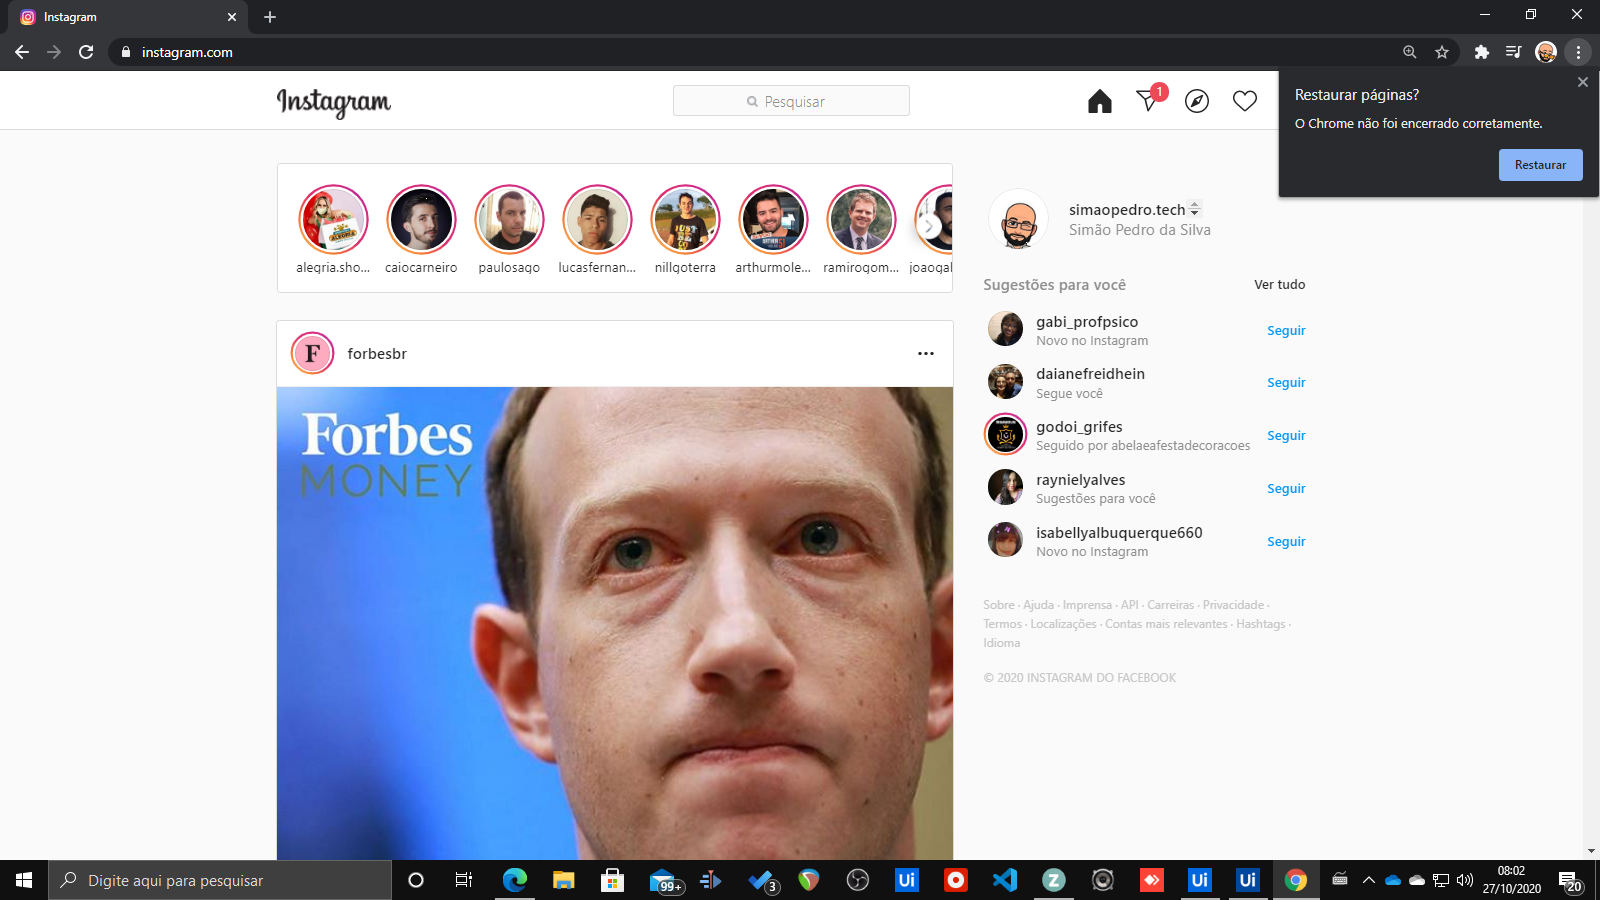 Instagram
instagram.com
Restaurar páginas?
O Chrome não foi encerrado corretamente.
Restaurar
Instagram
Pesquisar
1
alegria.sho...
caiocarneiro
paulosago
lucasfernan...
nillgoterra
arthurmole...
ramirogom...
joaogal
simaopedro.tech
Simão Pedro da Silva
Sugestões para você
Ver tudo
gabi_profpsico
Novo no Instagram
Seguir
daianefreidhein
Segue você
Seguir
godoi_grifes
Seguido por abelaeafestadecoracoes
Seguir
raynielyalves
Sugestões para você
Seguir
isabellyalbuquerque660
Novo no Instagram
Seguir
Sobre · Ajuda · Imprensa · API · Carreiras · Privacidade ·
Termos · Localizações · Contas mais relevantes · Hashtags ·
Idioma
© 2020 INSTAGRAM DO FACEBOOK
F
forbesbr
Forbes
MONEY
Digite aqui para pesquisar
99+
3
Ui
Z
Ui
Ui
08:02
27/10/2020
20